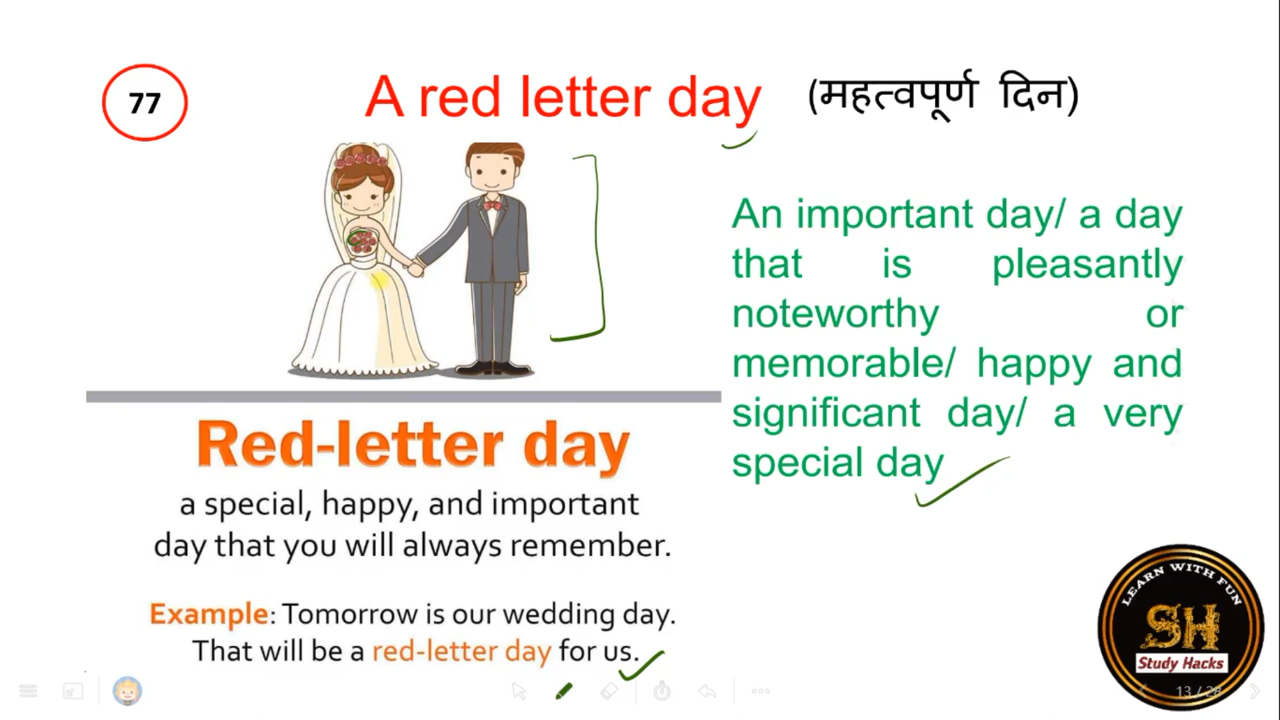 77
A red letter day (महत्वपूर्ण दिन)
An important day/ a day
that is pleasantly
noteworthy or
memorable/ happy and
significant day/ a very
special day
Red-letter day
a special, happy, and important
day that you will always remember.
Example: Tomorrow is our wedding day.
That will be a red-letter day for us.
LEARN WITH FUN
SH
Study Hacks